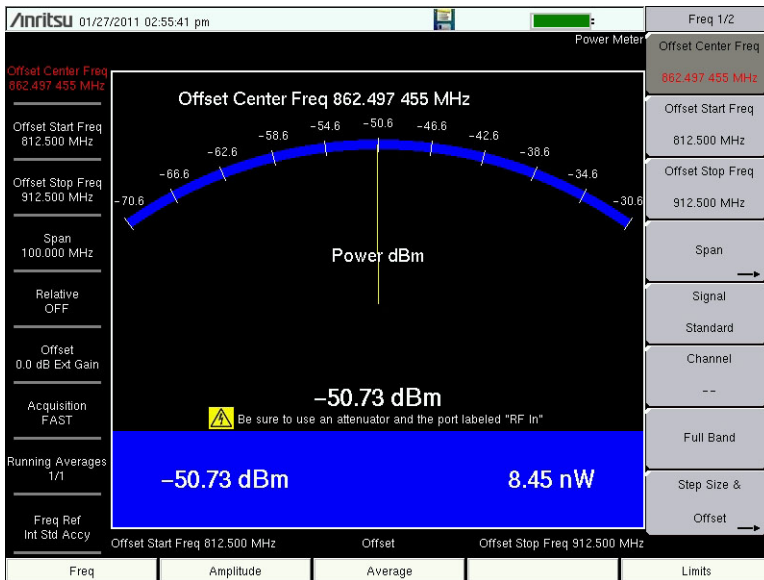 Anritsu 01/27/2011 02:55:41 pm
Freq 1/2
Power Meter
Offset Center Freq
862.497 455 MHz
Offset Start Freq
812.500 MHz
Offset Stop Freq
912.500 MHz
Span
100.000 MHz
Relative
OFF
Offset
0.0 dB Ext Gain
Acquisition
FAST
Running Averages
1/1
Freq Ref
Int Std Accy
Offset Center Freq 862.497 455 MHz
-70.6
-66.6
-62.6
-58.6
-54.6
-50.6
-46.6
-42.6
-38.6
-34.6
-30.6
Power dBm
-50.73 dBm
Be sure to use an attenuator and the port labeled "RF In"
-50.73 dBm
8.45 nW
Offset Start Freq 812.500 MHz
Offset
Offset Stop Freq 912.500 MHz
Offset Center Freq
862.497 455 MHz
Offset Start Freq
812.500 MHz
Offset Stop Freq
912.500 MHz
Span
Signal
Standard
Channel
--
Full Band
Step Size &
Offset
Freq
Amplitude
Average
Limits